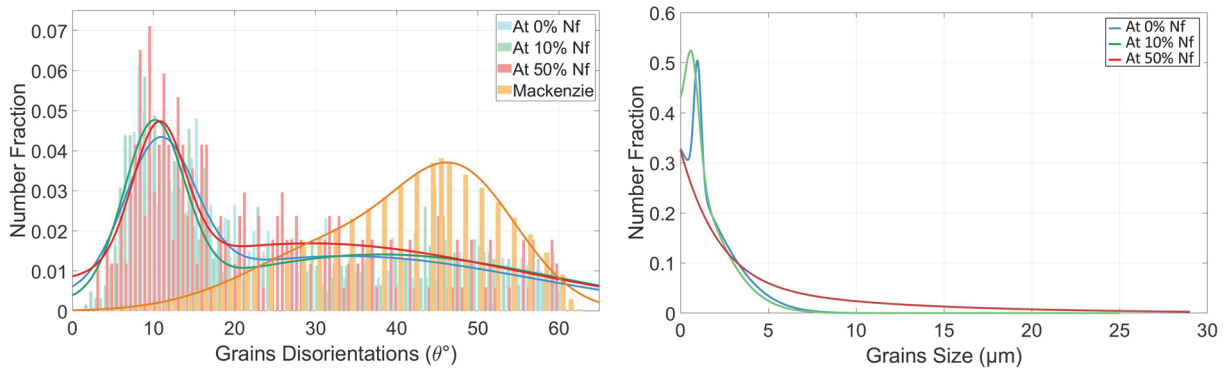 0.07
0.06
0.05
0.04
0.03
0.02
0.01
0
Number Fraction
0 10 20 30 40 50 60
Grains Disorientations (θ°)
At 0% Nf
At 10% Nf
At 50% Nf
Mackenzie
0.6
0.5
0.4
0.3
0.2
0.1
0
Number Fraction
0 5 10 15 20 25 30
Grains Size (µm)
At 0% Nf
At 10% Nf
At 50% Nf